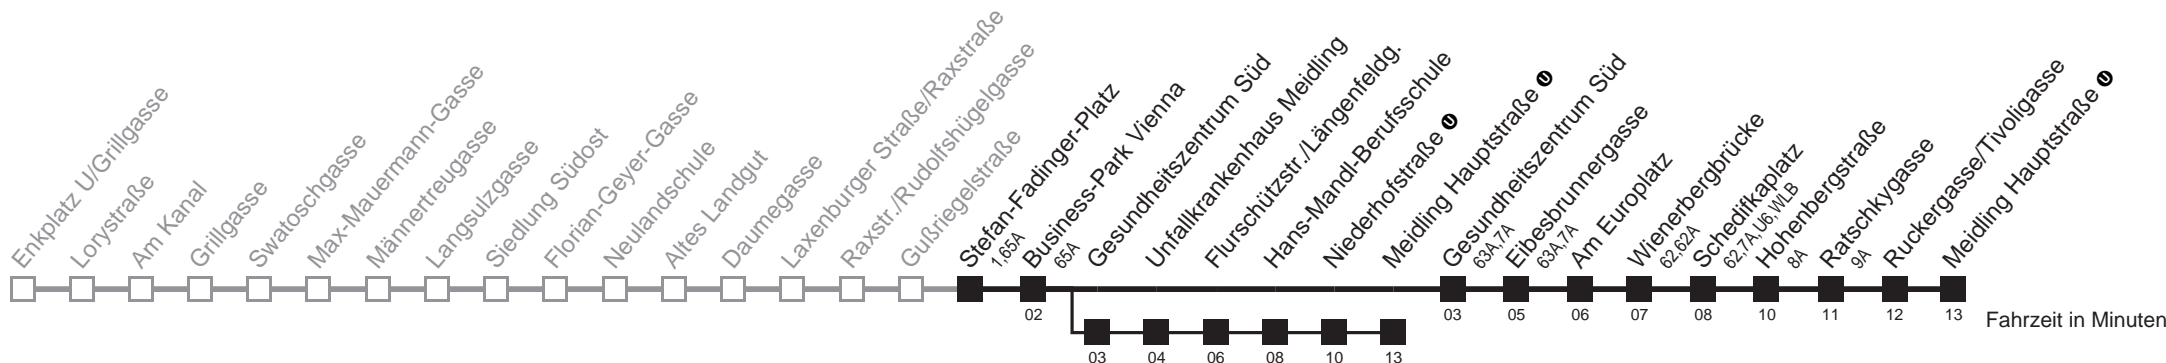 Enkplatz U/Grillgasse
Lorystraße
Am Kanal
Grillgasse
Swatoschgasse
Max-Mauermann-Gasse
Männertreugasse
Langsulzgasse
Siedlung Südost
Florian-Geyer-Gasse
Neulandschule
Altes Landgut
Daumegasse
Laxenburger Straße/Raxstraße
Raxstr./Rudolfshügelgasse
Gußriegelstraße
Stefan-Fadinger-Platz
1,65A
Business-Park Vienna
65A
Gesundheitszentrum Süd
Unfallkrankenhaus Meidling
Flurschützstr./Längenfeldg.
Hans-Mandl-Berufsschule
Niederhofstraße U
Meidling Hauptstraße U
Gesundheitszentrum Süd
63A,7A
Eibesbrunnergasse
63A,7A
Am Europlatz
Wienerbergbrücke
62,62A
Schedifkaplatz
62,7A, U6, WLB
Hohenbergstraße
8A
Ratschkygasse
9A
Ruckergasse/Tivoligasse
Meidling Hauptstraße U
02 03 05 06 07 08 10 11 12 13
Fahrzeit in Minuten
03 04 06 08 10 13